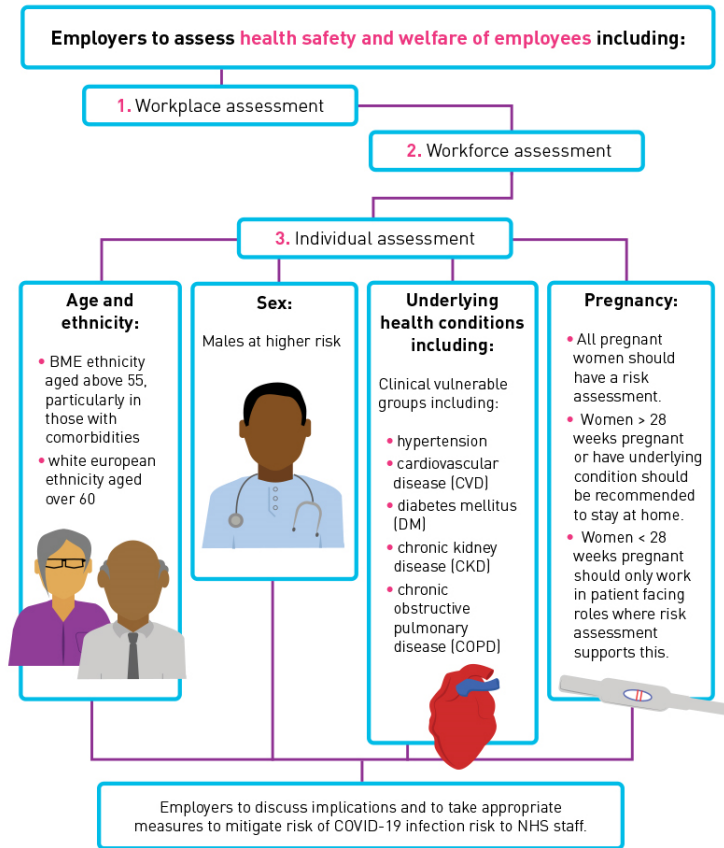 Employers to assess health safety and welfare of employees including:
1. Workplace assessment
2. Workforce assessment
3. Individual assessment
Age and
ethnicity:
• BME ethnicity
aged above 55,
particularly in
those with
comorbidities
• white european
ethnicity aged
over 60
Sex:
Males at higher risk
Underlying
health conditions
including:
Clinical vulnerable
groups including:
• hypertension
• cardiovascular
disease (CVD)
• diabetes mellitus
(DM)
• chronic kidney
disease (CKD)
• chronic
obstructive
pulmonary
disease (COPD)
Pregnancy:
• All pregnant
women should
have a risk
assessment.
• Women > 28
weeks pregnant
or have underlying
condition should
be recommended
to stay at home.
• Women < 28
weeks pregnant
should only work
in patient facing
roles where risk
assessment
supports this.
Employers to discuss implications and to take appropriate
measures to mitigate risk of COVID-19 infection risk to NHS staff.